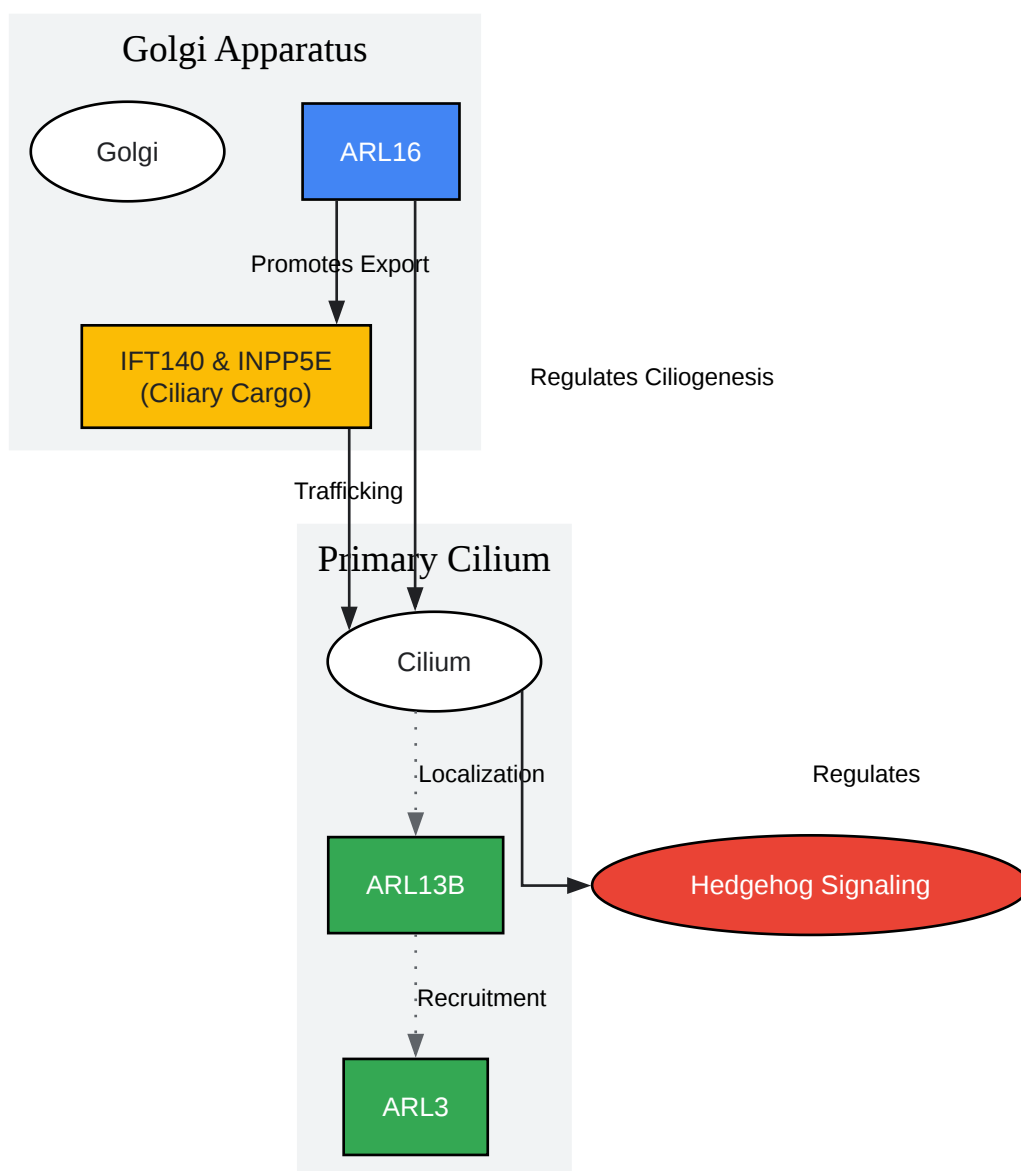 Golgi Apparatus
Golgi
ARL16
Promotes Export
IFT140 & INPP5E
(Ciliary Cargo)
Regulates Ciliogenesis
Trafficking
Primary Cilium
Cilium
Localization
Regulates
ARL13B
Hedgehog Signaling
Recruitment
ARL3